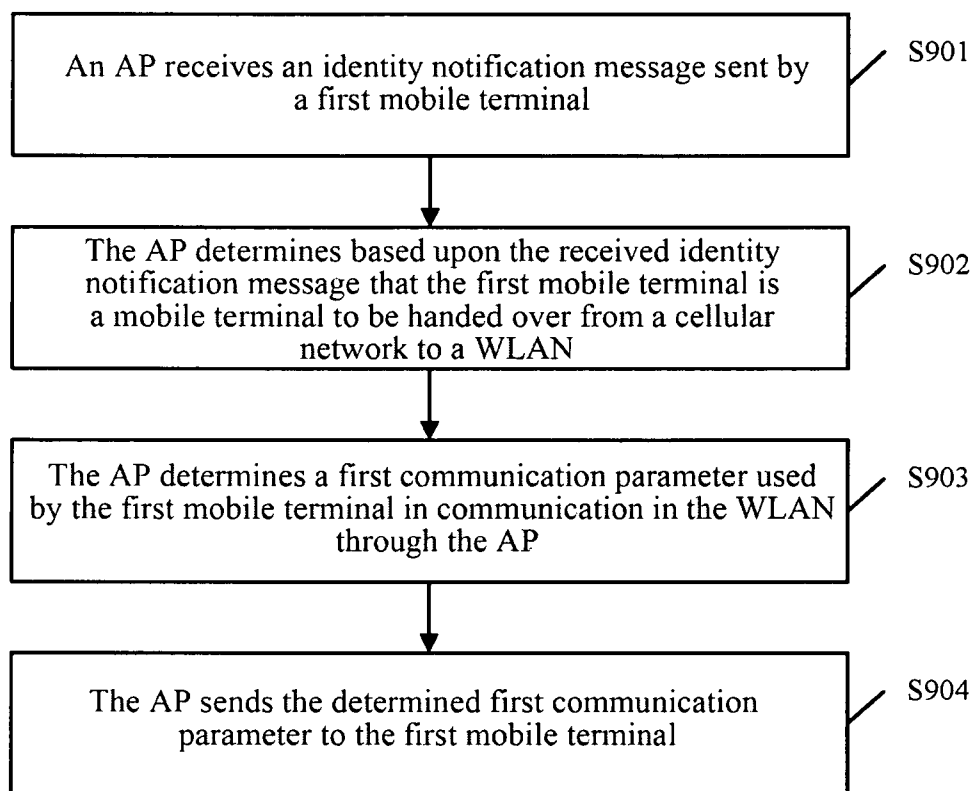 An AP receives an identity notification message sent by
a first mobile terminal
S901
The AP determines based upon the received identity
notification message that the first mobile terminal is
a mobile terminal to be handed over from a cellular
network to a WLAN
S902
The AP determines a first communication parameter used
by the first mobile terminal in communication in the WLAN
through the AP
S903
The AP sends the determined first communication
parameter to the first mobile terminal
S904